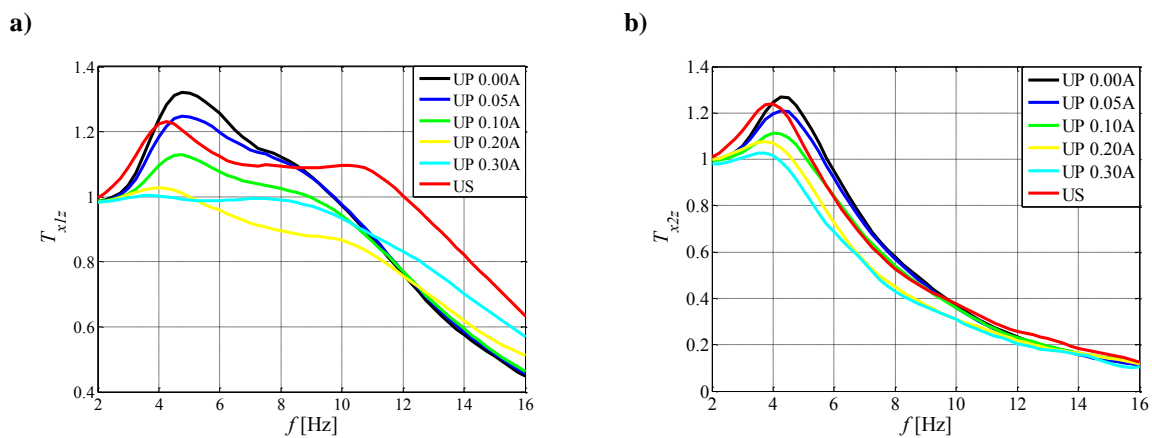 a)
1.4
1.2
1
0.8
0.6
0.4
T_x1z
2 4 6 8 10 12 14 16
f [Hz]
UP 0.00A
UP 0.05A
UP 0.10A
UP 0.20A
UP 0.30A
US
b)
1.4
1.2
1
0.8
0.6
0.4
0.2
0
T_x2z
2 4 6 8 10 12 14 16
f [Hz]
UP 0.00A
UP 0.05A
UP 0.10A
UP 0.20A
UP 0.30A
US